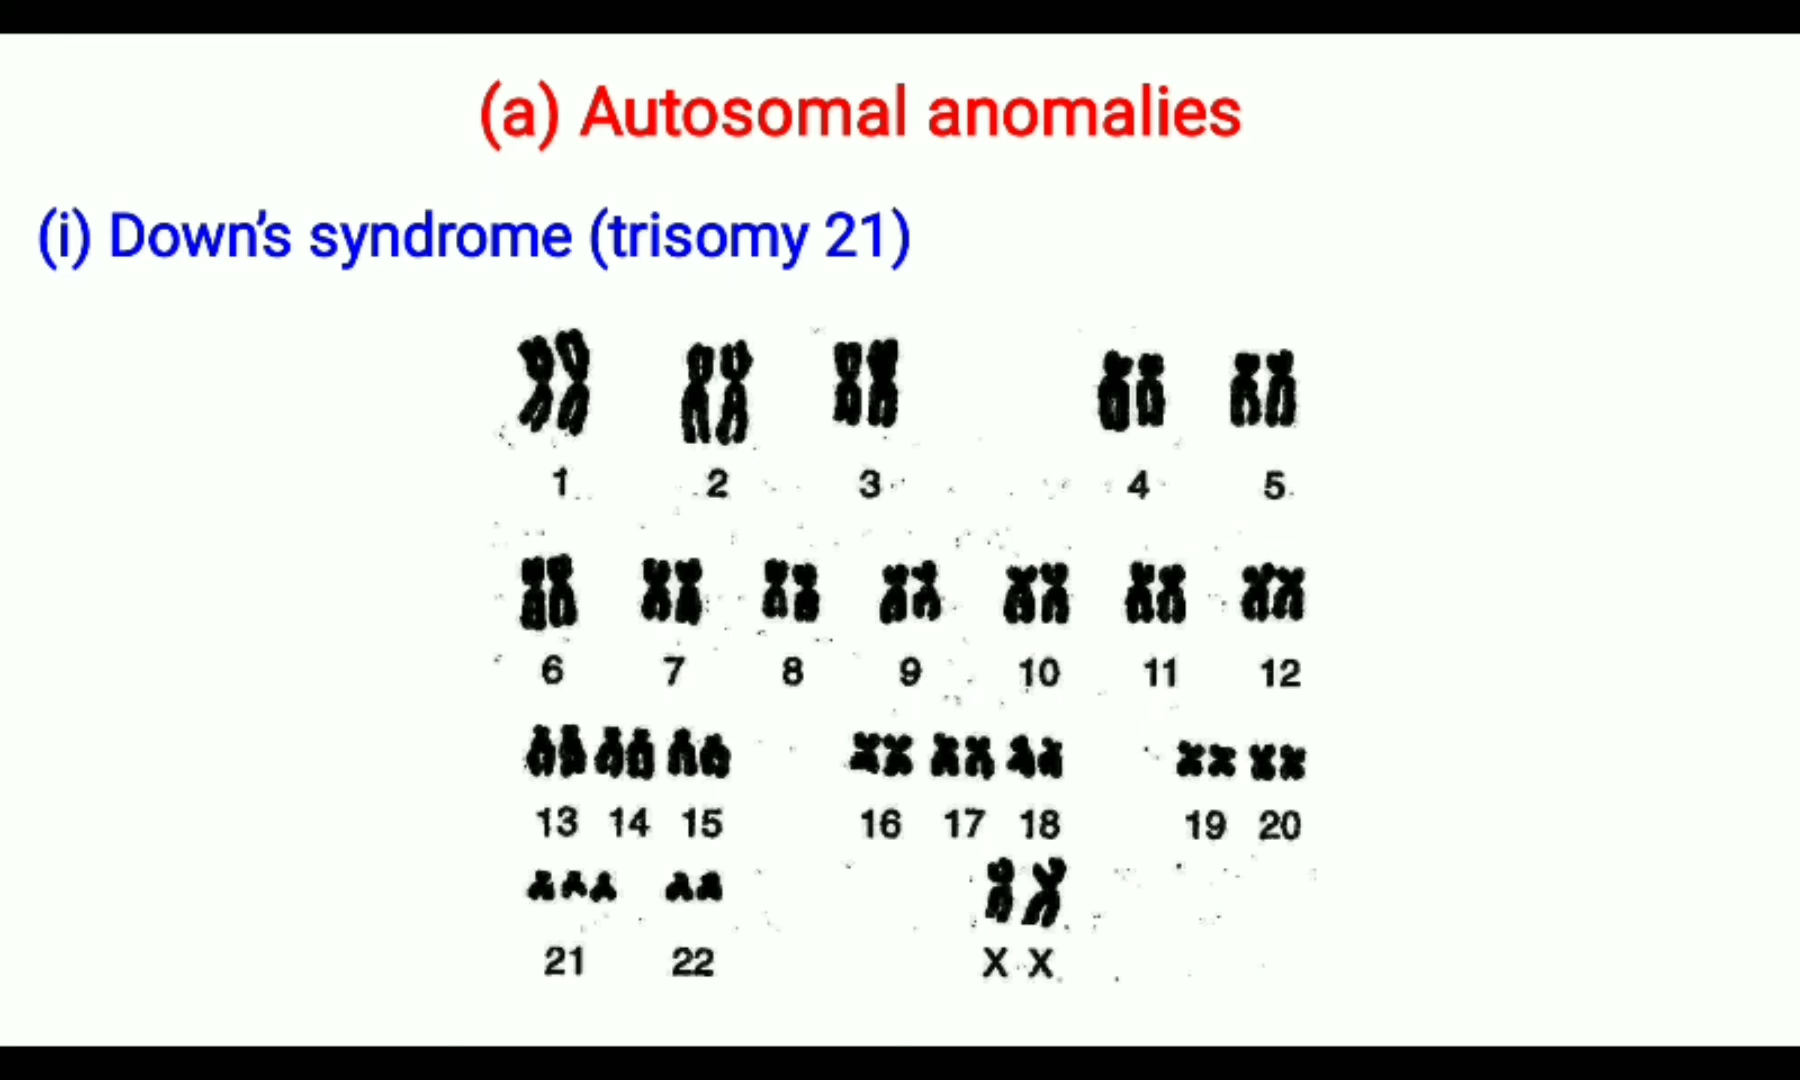 (a) Autosomal anomalies
(i) Down's syndrome (trisomy 21)
1 2 3 4 5
6 7 8 9 10 11 12
13 14 15 16 17 18 19 20
21 22 X X